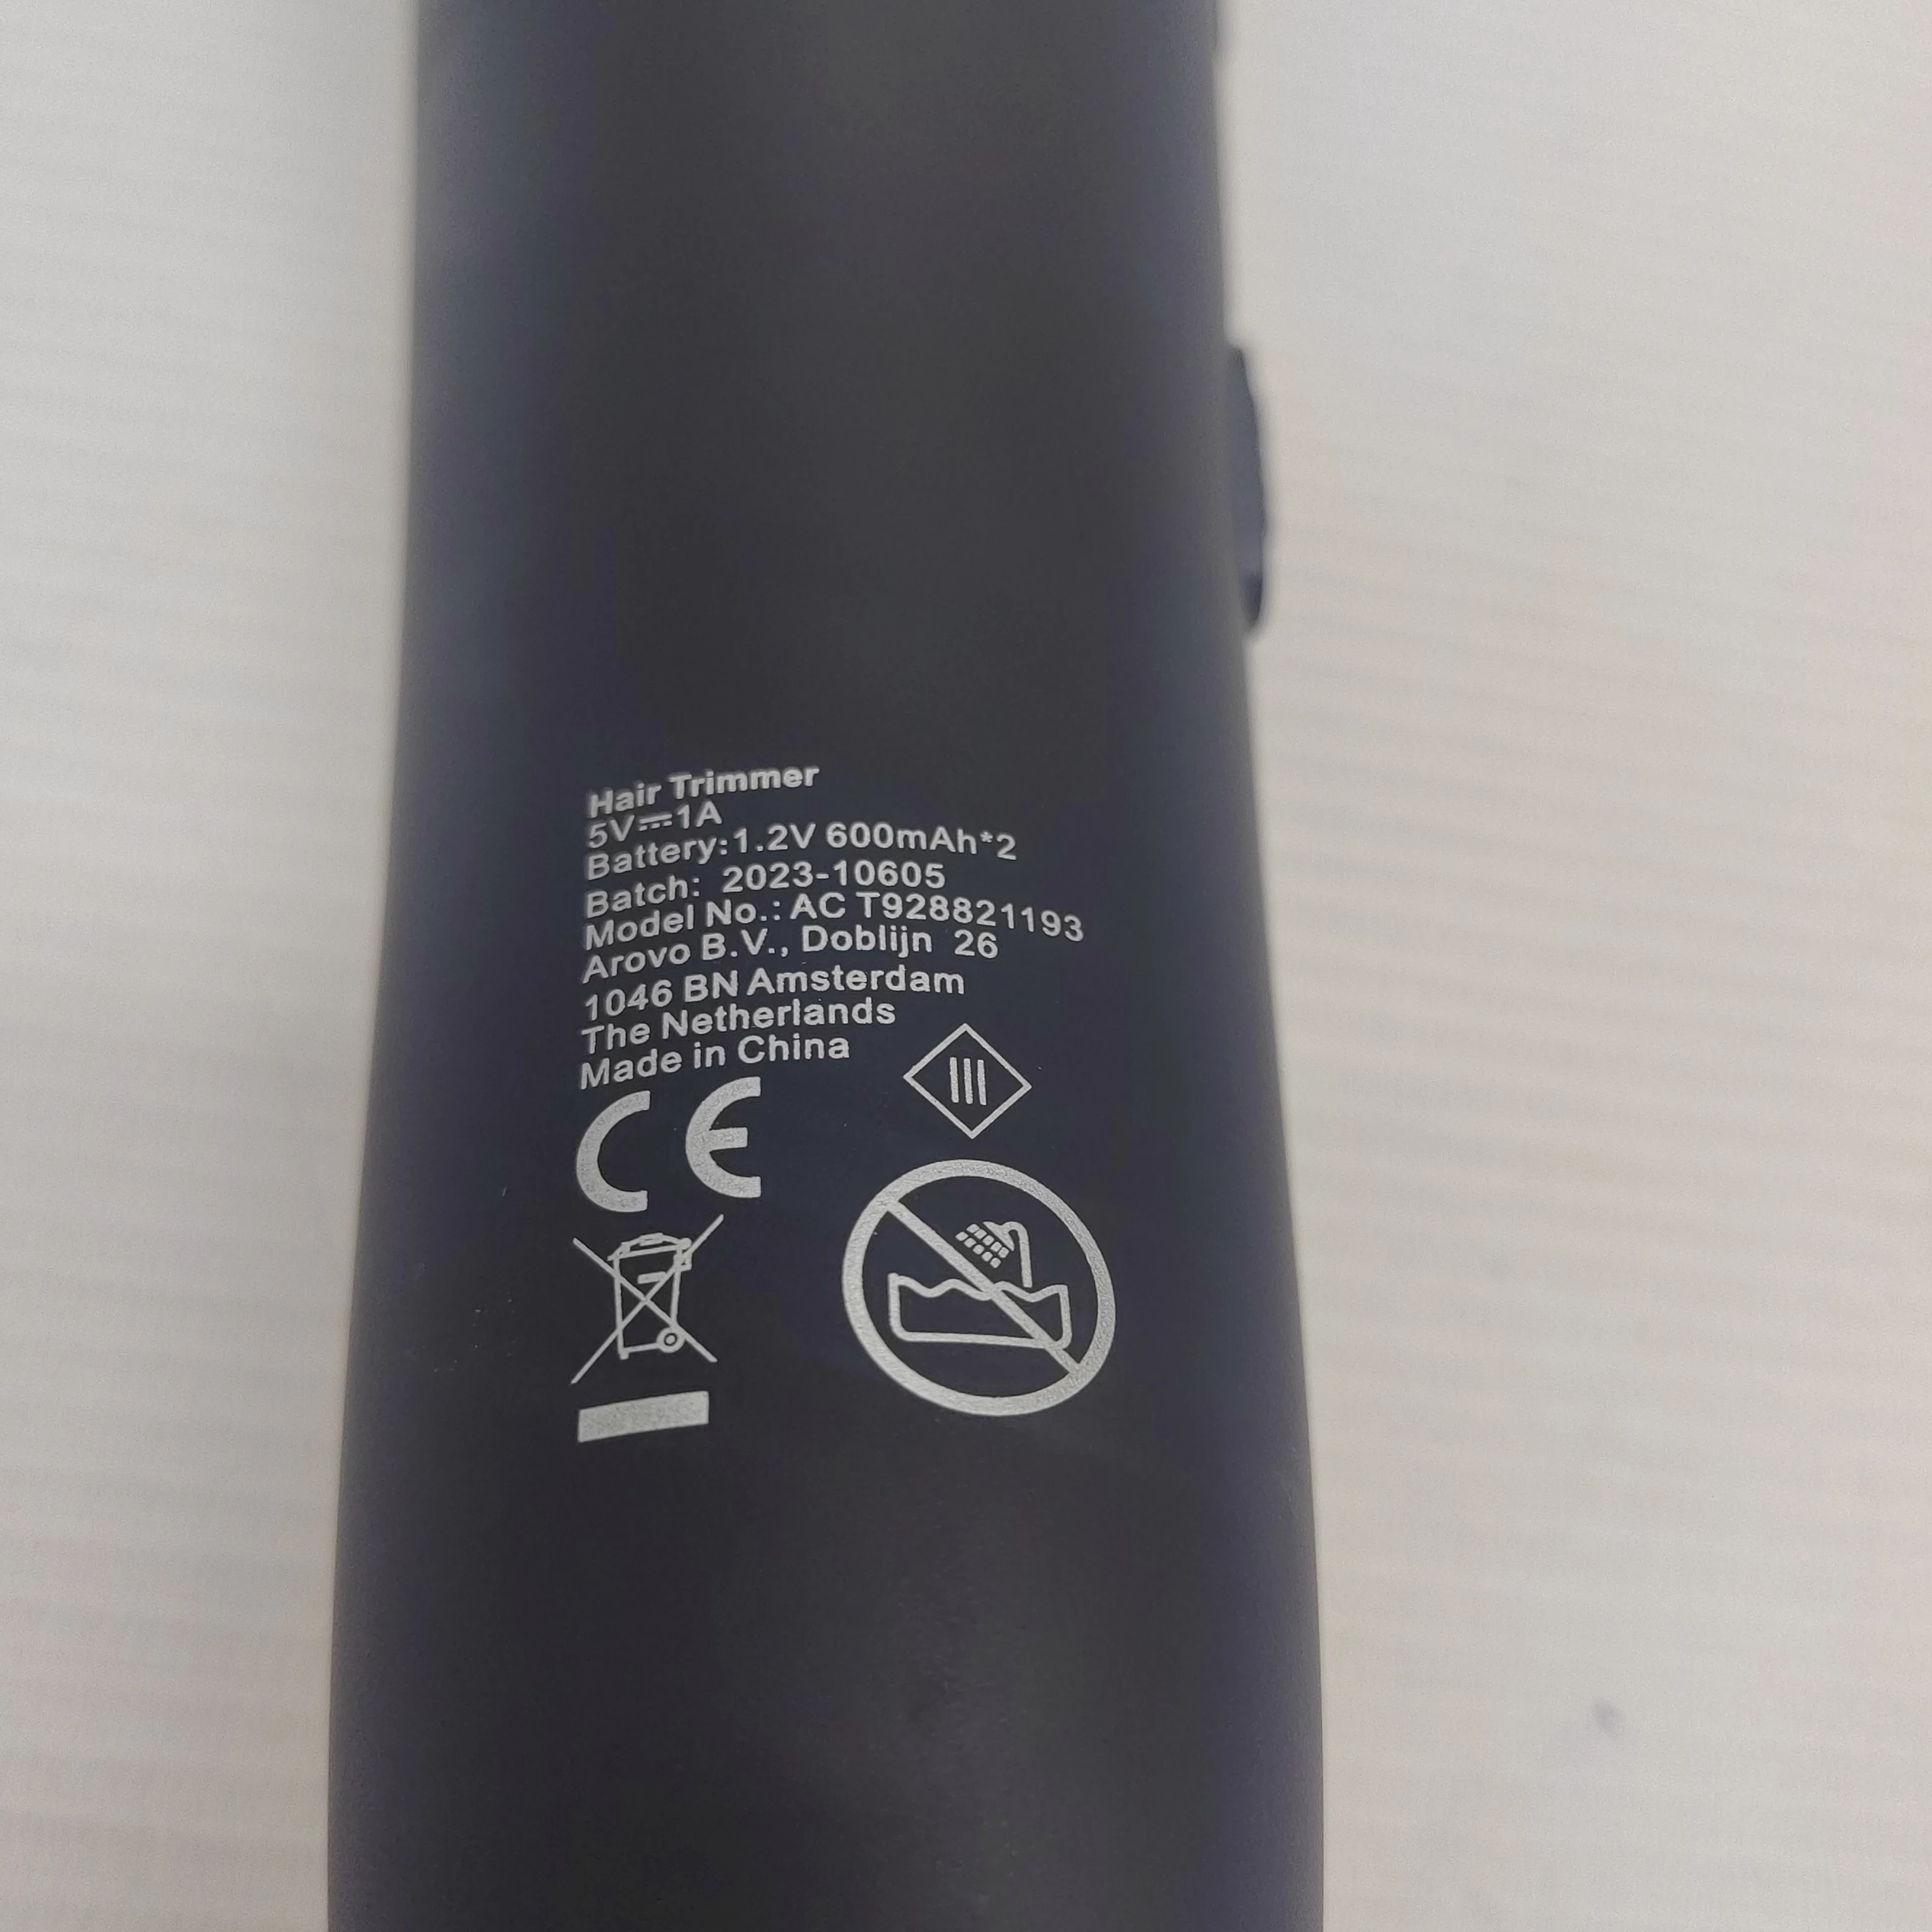 Hair Trimmer
5V⎓1A
Battery:1.2V 600mAh*2
Batch: 2023-10605
Model No.: AC T928821193
Arovo B.V., Doblijn 26
1046 BN Amsterdam
The Netherlands
Made in China
III
CE